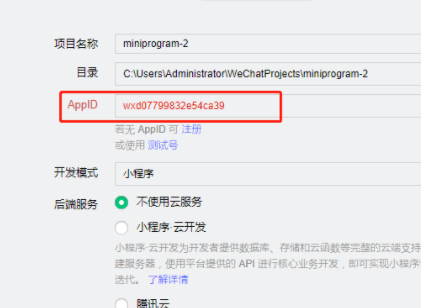 项目名称 miniprogram-2
目录 C:\Users\Administrator\WeChatProjects\miniprogram-2
AppID wxd07799832e54ca39
若无 AppID 可 注册
或使用 测试号
开发模式 小程序
后端服务 不使用云服务
小程序·云开发
小程序·云开发为开发者提供数据库、存储和云函数等完整的云端支持
建服务器，使用平台提供的 API 进行核心业务开发，即可实现小程序
迭代。 了解详情
腾讯云